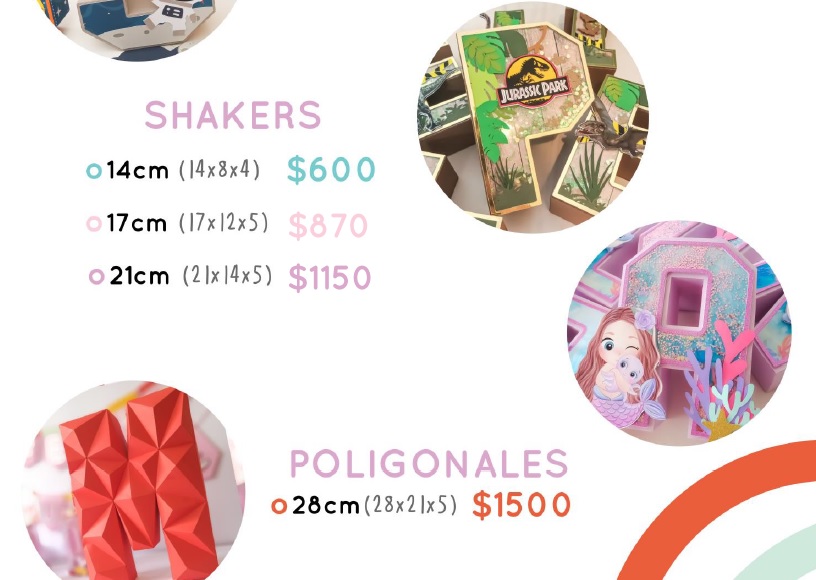 JURASSIC PARK
SHAKERS
14cm (14x8x4) $600
17cm (17x12x5) $870
21cm (21x14x5) $1150
POLIGONALES
28cm (28x21x5) $1500